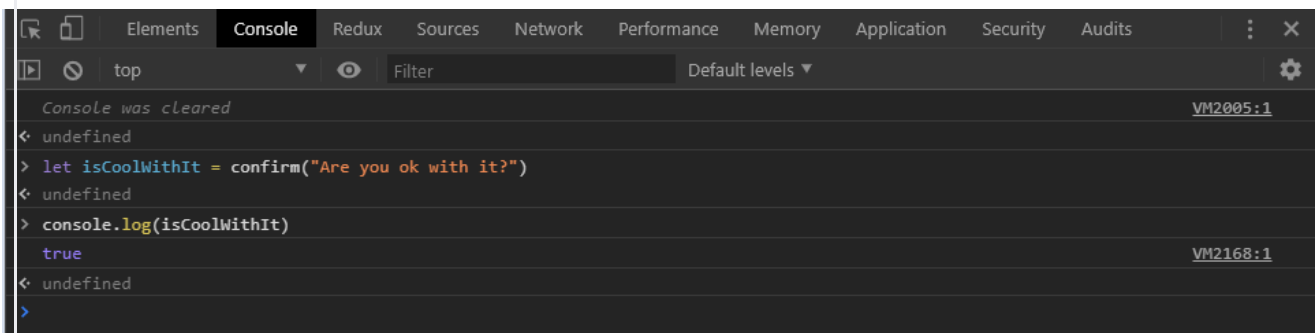 Elements Console Redux Sources Network Performance Memory Application Security Audits
top Filter Default levels
Console was cleared VM2005:1
undefined
let isCoolWithIt = confirm("Are you ok with it?")
undefined
console.log(isCoolWithIt)
true VM2168:1
undefined